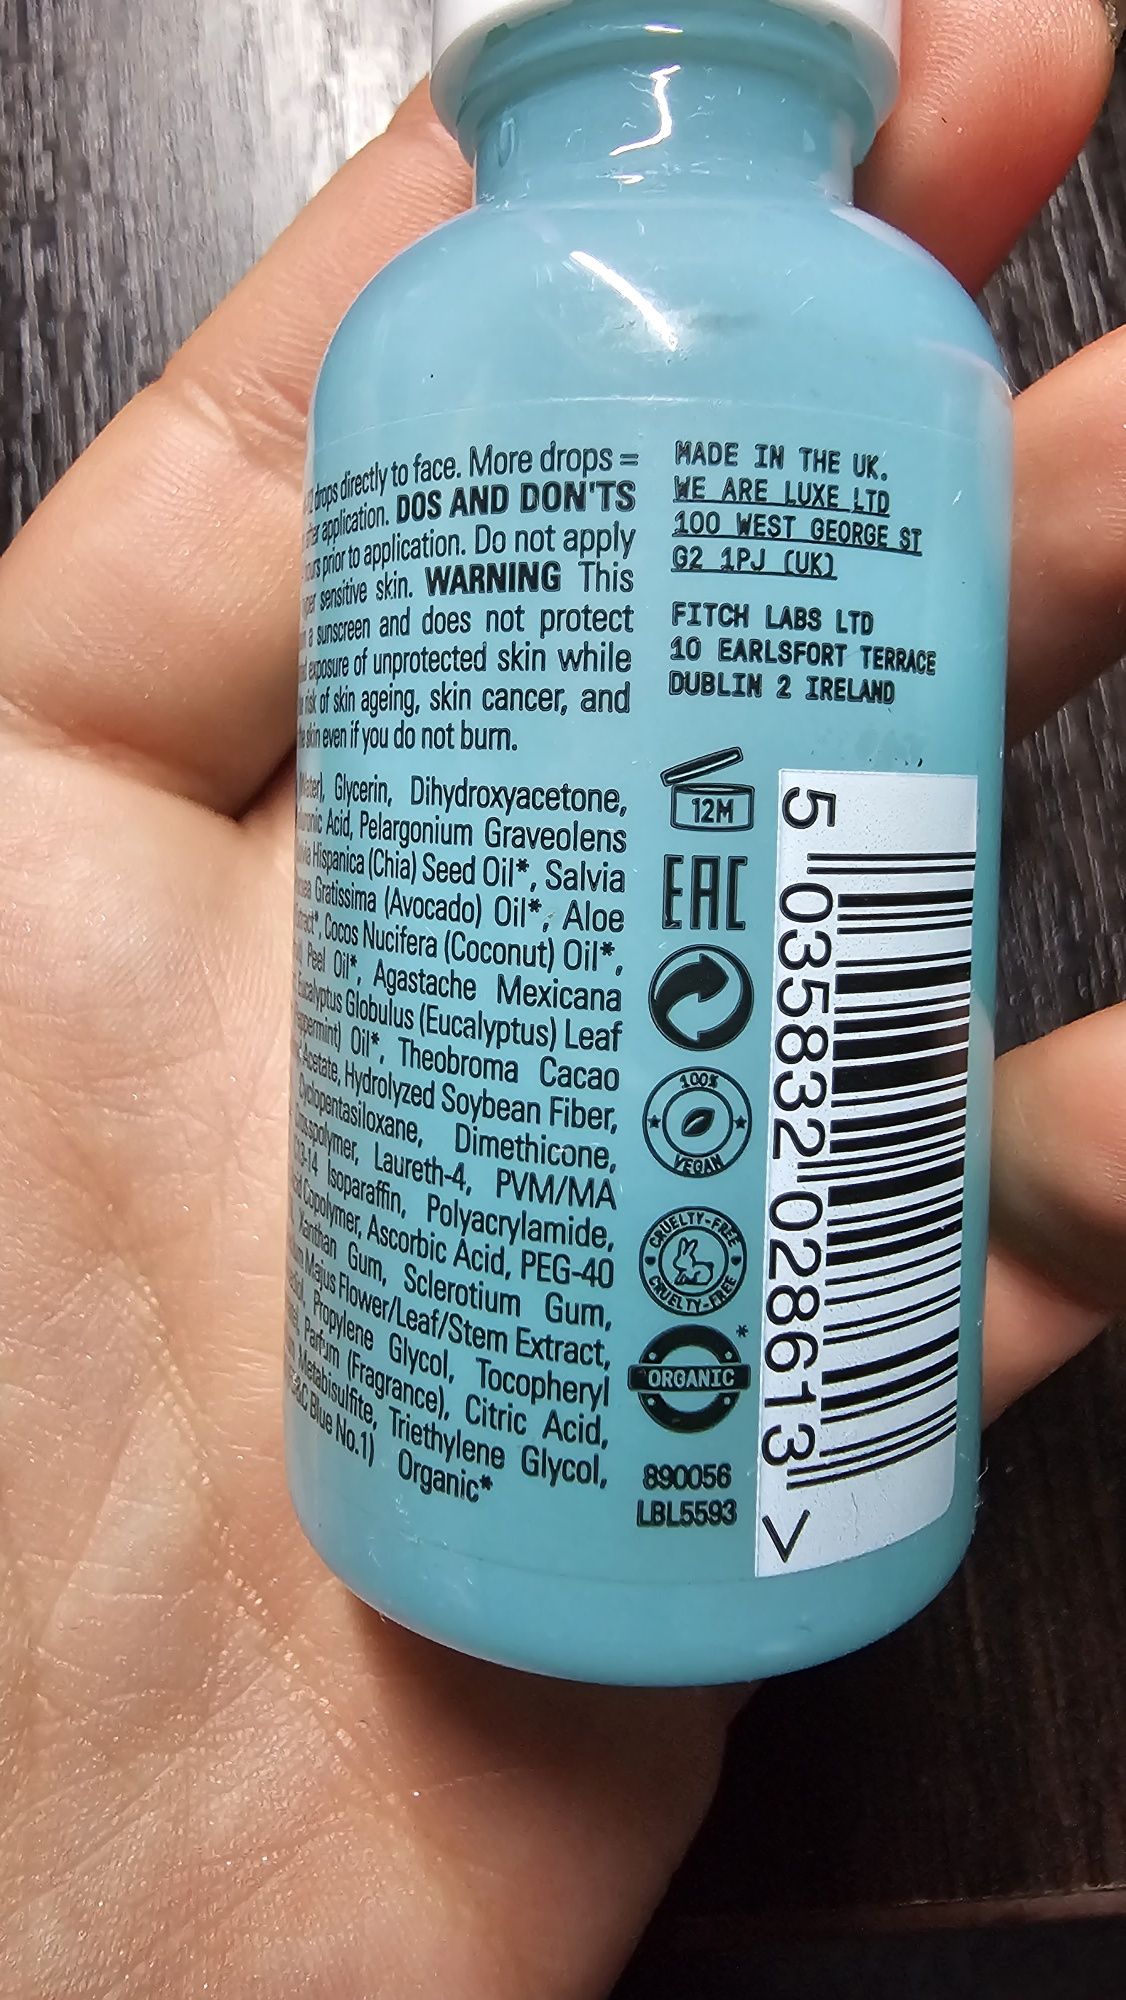 drops directly to face. More drops =
application. DOS AND DON'TS
prior to application. Do not apply
sensitive skin. WARNING This
a sunscreen and does not protect
exposure of unprotected skin while
risk of skin ageing, skin cancer, and
skin even if you do not burn.
Glycerin, Dihydroxyacetone,
Acid, Pelargonium Graveolens
Hispanica (Chia) Seed Oil*, Salvia
Gratissima (Avocado) Oil*, Aloe
Cocos Nucifera (Coconut) Oil*,
Peel Oil*, Agastache Mexicana
Eucalyptus Globulus (Eucalyptus) Leaf
Oil*, Theobroma Cacao
Acetate, Hydrolyzed Soybean Fiber,
Cyclopentasiloxane, Dimethicone,
Laureth-4, PVM/MA
Isoparaffin, Polyacrylamide,
Copolymer, Ascorbic Acid, PEG-40
Xanthan Gum, Sclerotium Gum,
Majus Flower/Leaf/Stem Extract,
Propylene Glycol, Tocopheryl
Parfum (Fragrance), Citric Acid,
Metabisulfite, Triethylene Glycol,
Blue No.1) Organic*
MADE IN THE UK.
WE ARE LUXE LTD
100 WEST GEORGE ST
G2 1PJ (UK)
FITCH LABS LTD
10 EARLSFORT TERRACE
DUBLIN 2 IRELAND
12M
EAC
100%
VEGAN
CRUELTY-FREE
CRUELTY-FREE
ORGANIC*
890056
LBL5593
5 035832 028613 >